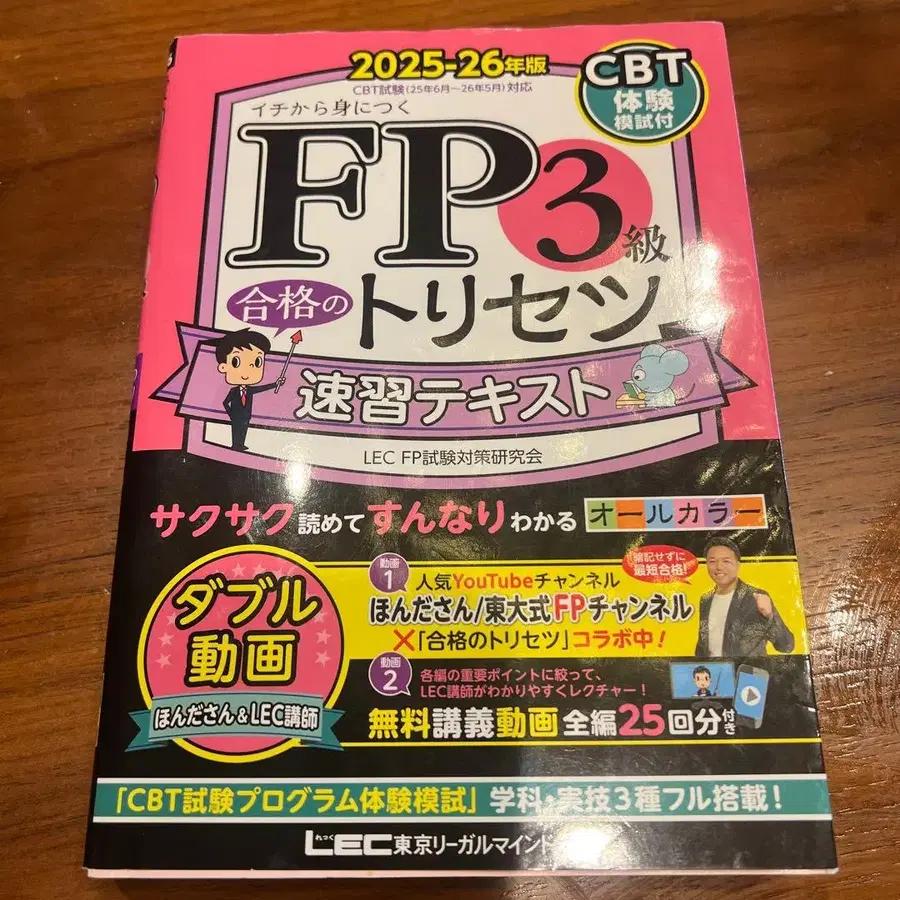 2025-26年版
CBT試験(25年6月～26年5月)対応
CBT
体験
模試付
イチから身につく
FP3級
合格の
トリセツ
速習テキスト
LEC FP試験対策研究会
サクサク読めてすんなりわかる オールカラー
ダブル
動画
ほんださん&LEC講師
動画
1
人気YouTubeチャンネル
ほんださん/東大式FPチャンネル
×「合格のトリセツ」コラボ中!
暗記せずに
最短合格!
動画
2
各編の重要ポイントに絞って、
LEC講師がわかりやすくレクチャー!
無料講義動画 全編25回分付き
「CBT試験プログラム体験模試」学科・実技3種フル搭載!
れっく
LEC東京リーガルマインド